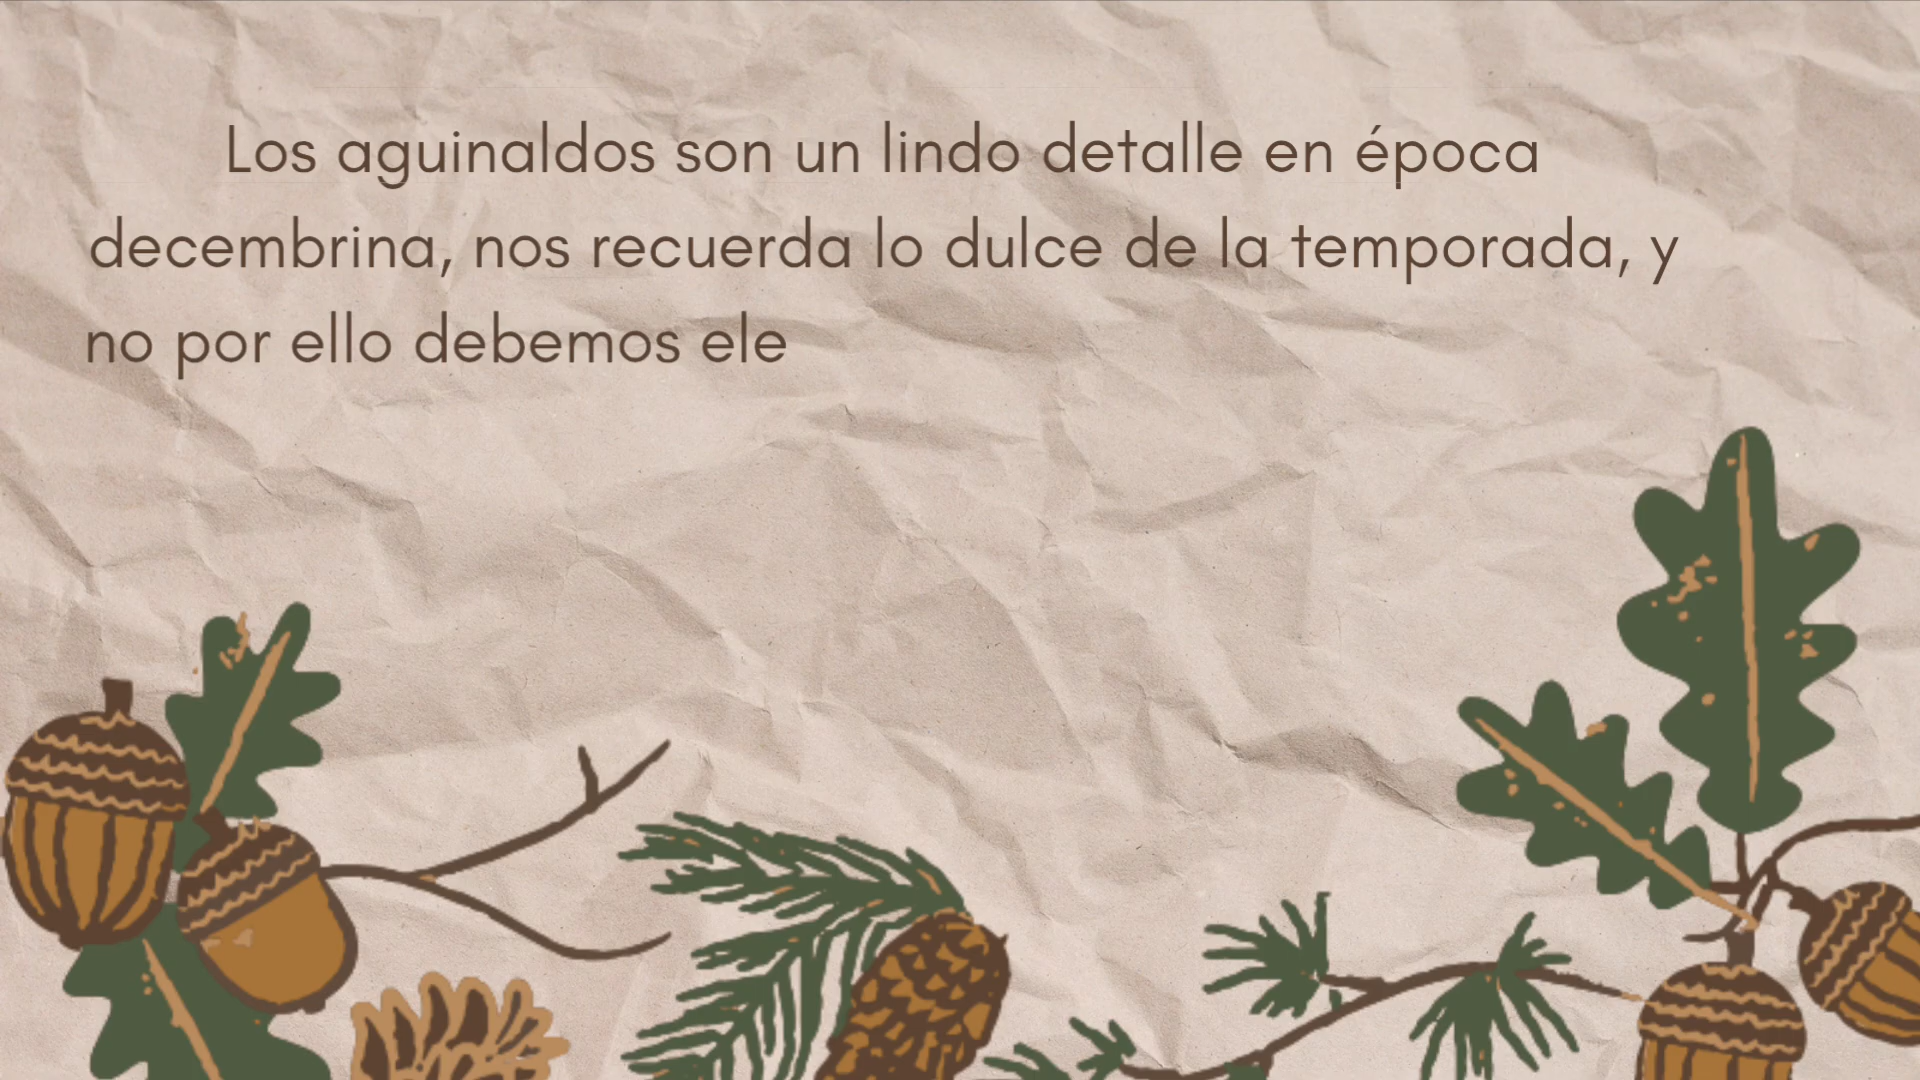 Los aguinaldos son un lindo detalle en época
decembrina, nos recuerda lo dulce de la temporada, y
no por ello debemos ele